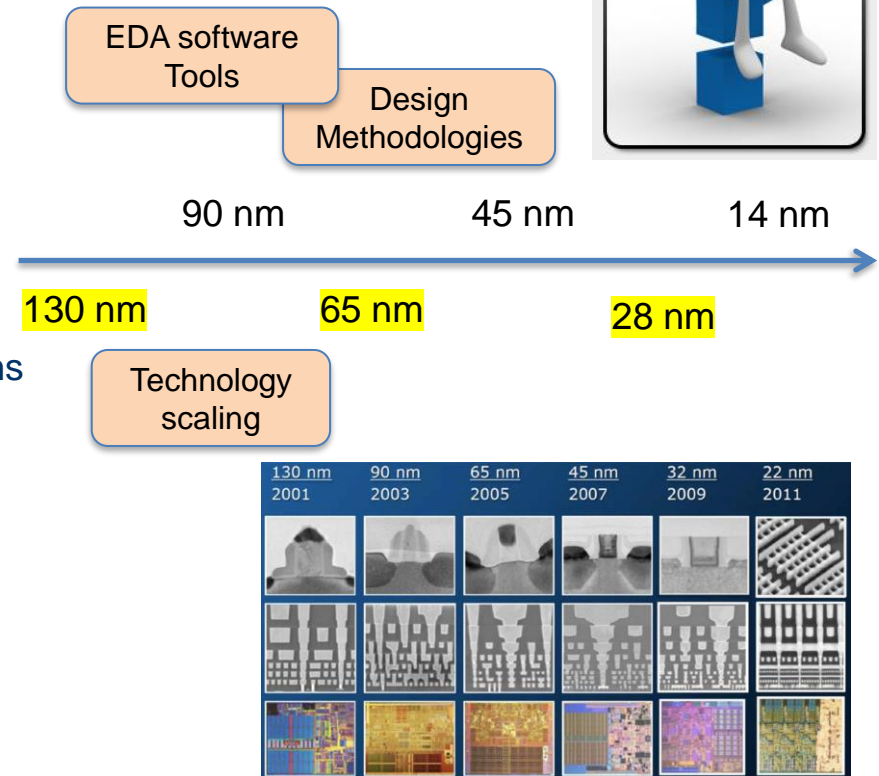 EDA software
Tools
Design
Methodologies
90 nm
45 nm
14 nm
130 nm
65 nm
28 nm
Technology
scaling
130 nm 90 nm 65 nm 45 nm 32 nm 22 nm
2001 2003 2005 2007 2009 2011